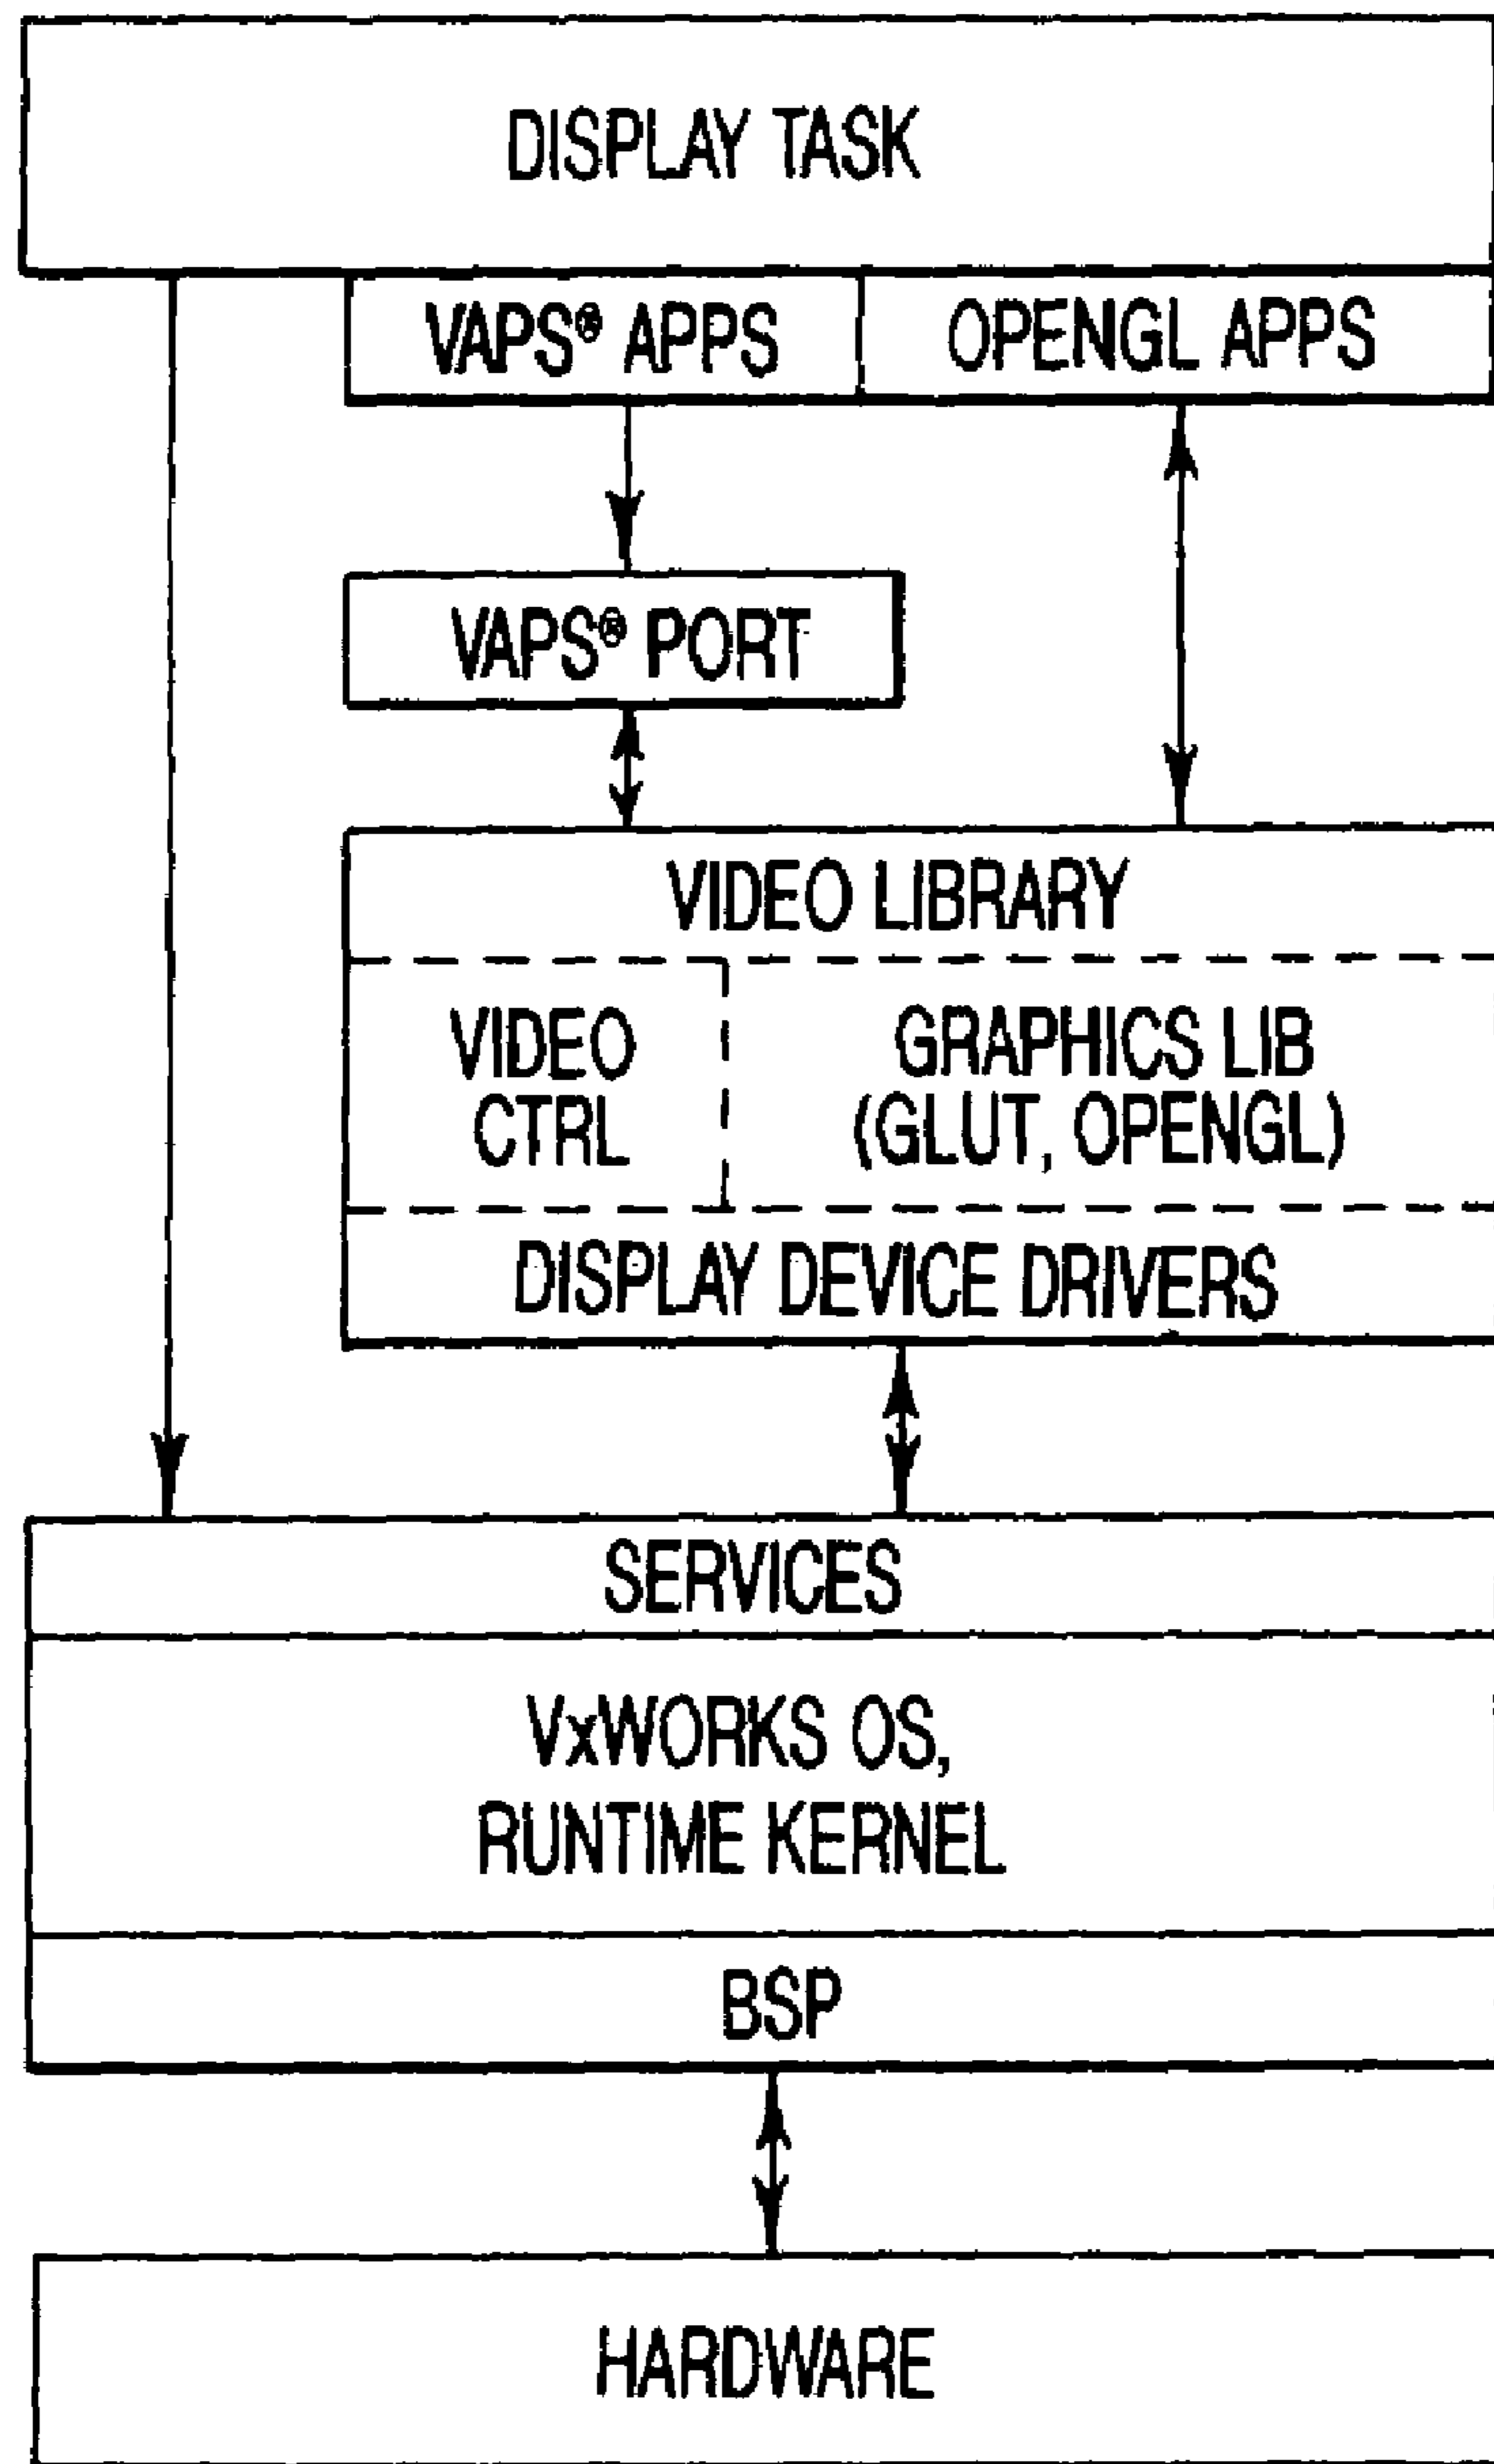 DISPLAY TASK
VAPS® APPS
OPENGL APPS
VAPS® PORT
VIDEO LIBRARY
VIDEO
CTRL
GRAPHICS LIB
(GLUT, OPENGL)
DISPLAY DEVICE DRIVERS
SERVICES
VxWORKS OS,
RUNTIME KERNEL
BSP
HARDWARE